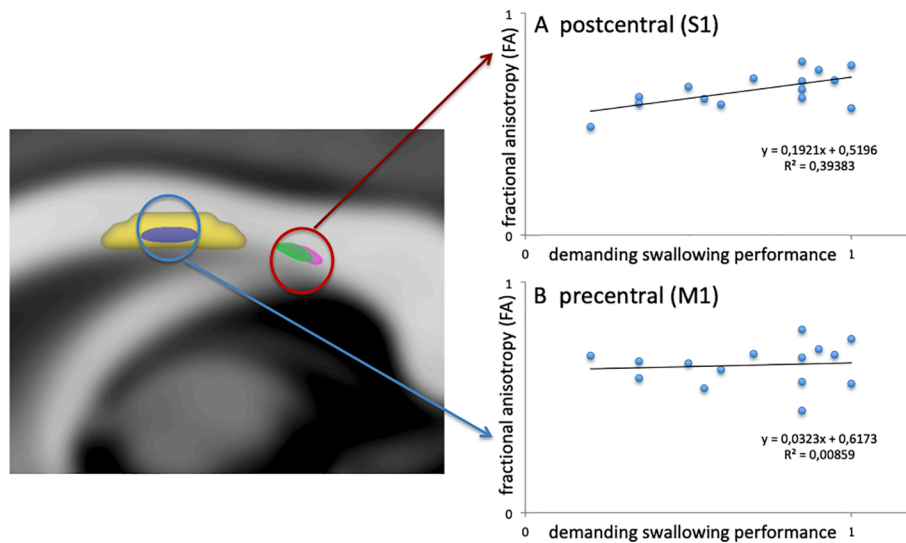 1
A postcentral (S1)
fractional anisotropy (FA)
y = 0,1921x + 0,5196
R² = 0,39383
0
0
demanding swallowing performance
1
1
B precentral (M1)
fractional anisotropy (FA)
y = 0,0323x + 0,6173
R² = 0,00859
1
0
demanding swallowing performance
1